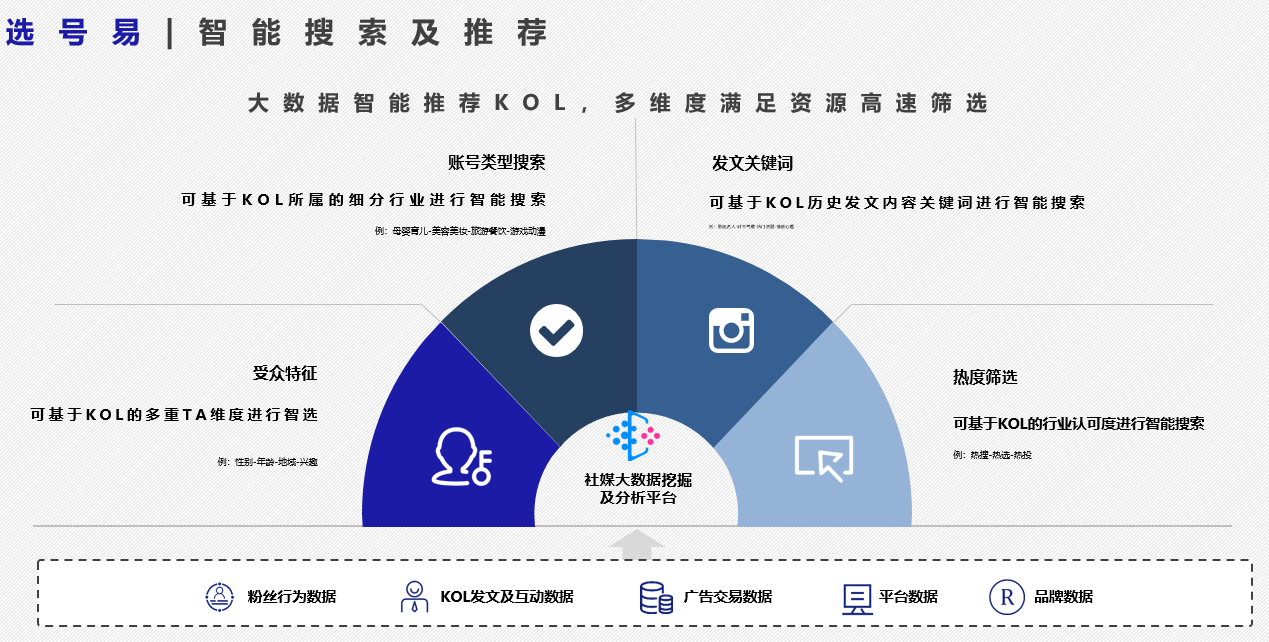 选号易|智能搜索及推荐
大数据智能推荐KOL，多维度满足资源高速筛选
账号类型搜索
可基于KOL所属的细分行业进行智能搜索
例：母婴育儿-美容美妆-旅游餐饮-游戏动漫
发文关键词
可基于KOL历史发文内容关键词进行智能搜索
受众特征
可基于KOL的多重TA维度进行智选
例：性别-年龄-地域-兴趣
热度筛选
可基于KOL的行业认可度进行智能搜索
例：热搜-热选-热投
社媒大数据挖掘
及分析平台
粉丝行为数据
KOL发文及互动数据
广告交易数据
平台数据
R
品牌数据